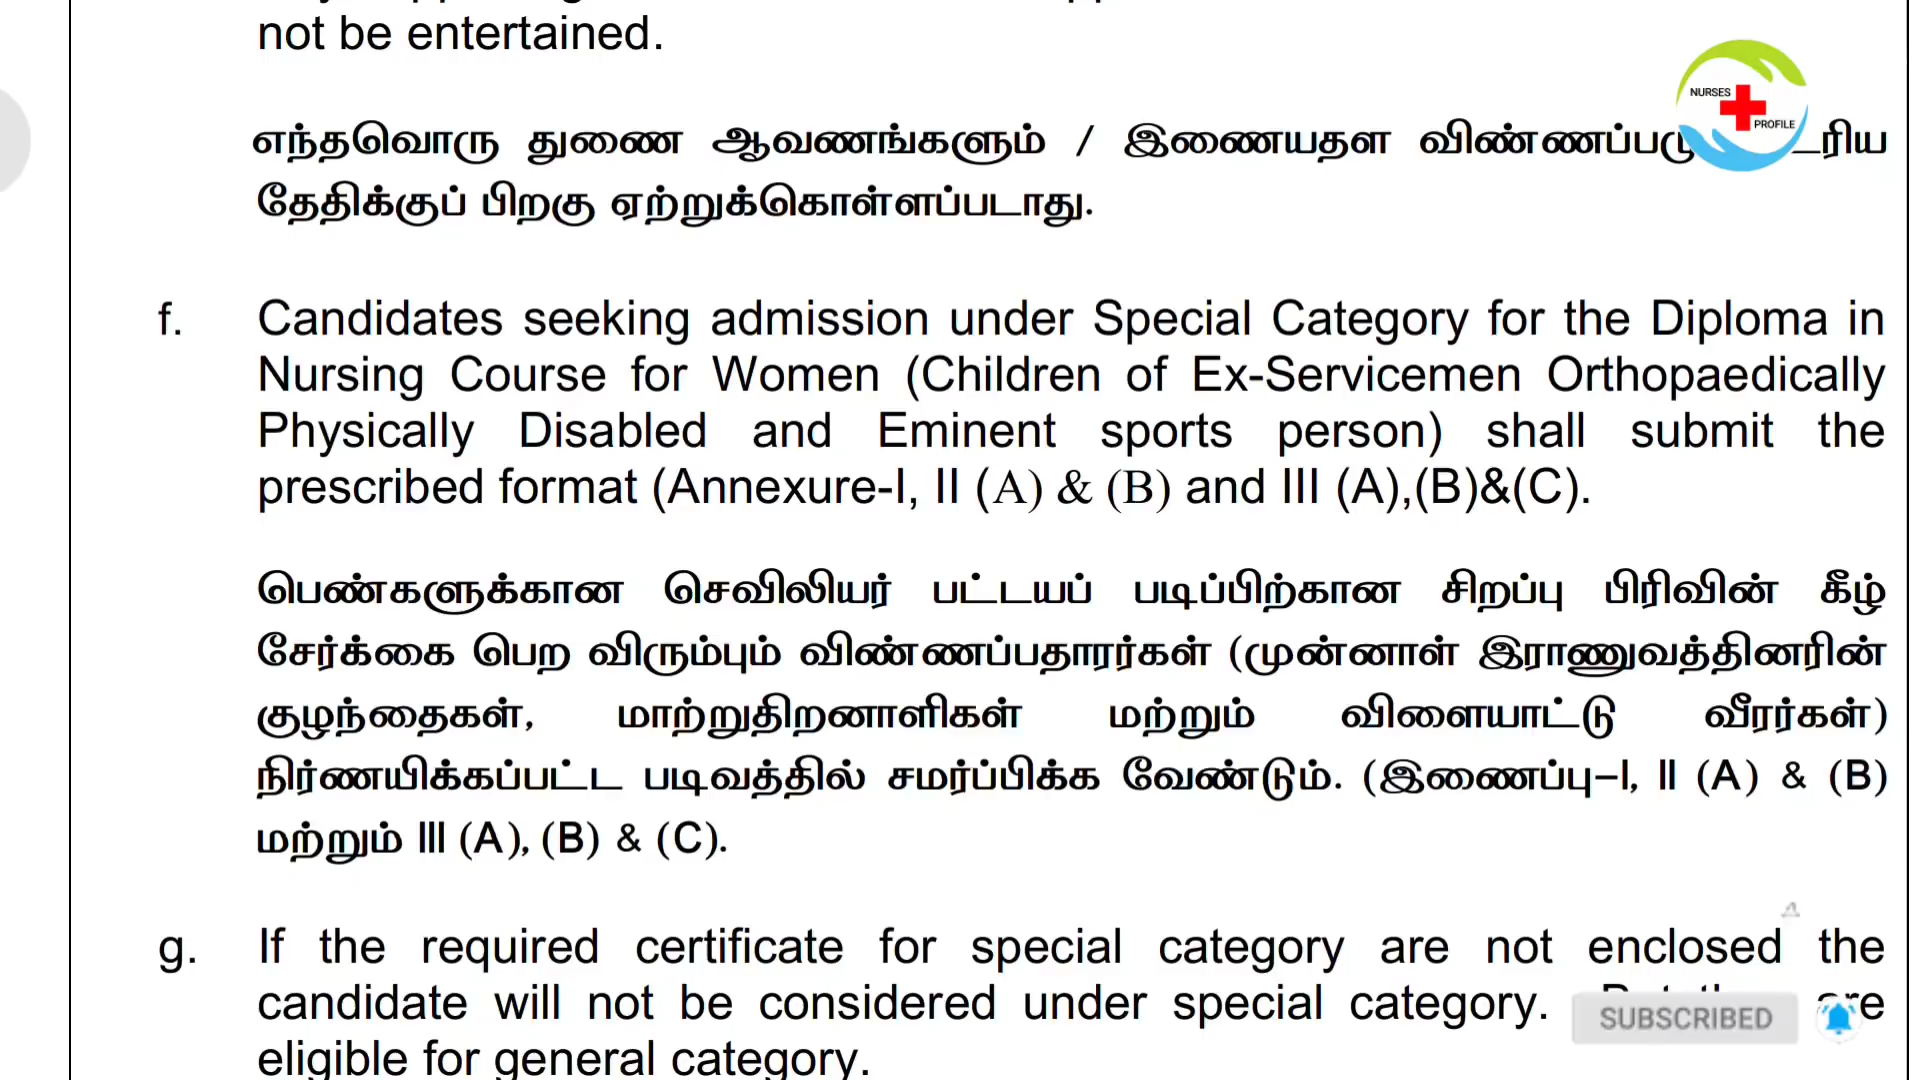 not be entertained.
NURSES
PROFILE
எந்தவொரு துணை ஆவணங்களும் / இணையதள
தேதிக்குப் பிறகு ஏற்றுக்கொள்ளப்படாது.
f. Candidates seeking admission under Special Category for the Diploma in
Nursing Course for Women (Children of Ex-Servicemen Orthopaedically
Physically Disabled and Eminent sports person) shall submit the
prescribed format (Annexure-I, II (A) & (B) and III (A),(B)&(C).
பெண்களுக்கான செவிலியர் பட்டயப் படிப்பிற்கான சிறப்பு பிரிவின் கீழ்
சேர்க்கை பெற விரும்பும் விண்ணப்பதாரர்கள் (முன்னாள் இராணுவத்தினரின்
குழந்தைகள், மாற்றுதிறனாளிகள் மற்றும் விளையாட்டு வீரர்கள்)
நிர்ணயிக்கப்பட்ட படிவத்தில் சமர்ப்பிக்க வேண்டும். (இணைப்பு–I, II (A) & (B)
மற்றும் III (A), (B) & (C).
g. If the required certificate for special category are not enclosed the
candidate will not be considered under special category.
SUBSCRIBED
eligible for general category.